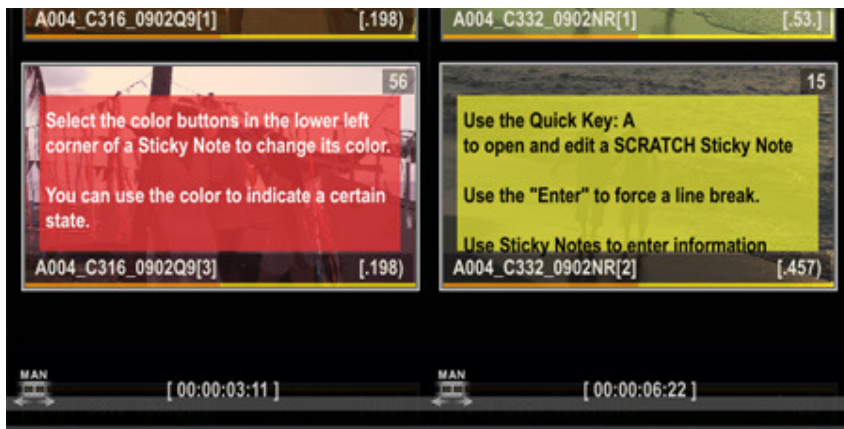 A004_C316_0902Q9[1] [.198)
A004_C332_0902NR[1] [.53.]
56
Select the color buttons in the lower left
corner of a Sticky Note to change its color.
You can use the color to indicate a certain
state.
A004_C316_0902Q9[3] [.198)
15
Use the Quick Key: A
to open and edit a SCRATCH Sticky Note
Use the "Enter" to force a line break.
Use Sticky Notes to enter information
A004_C332_0902NR[2] [.457)
MAN
[ 00:00:03:11 ]
MAN
[ 00:00:06:22 ]